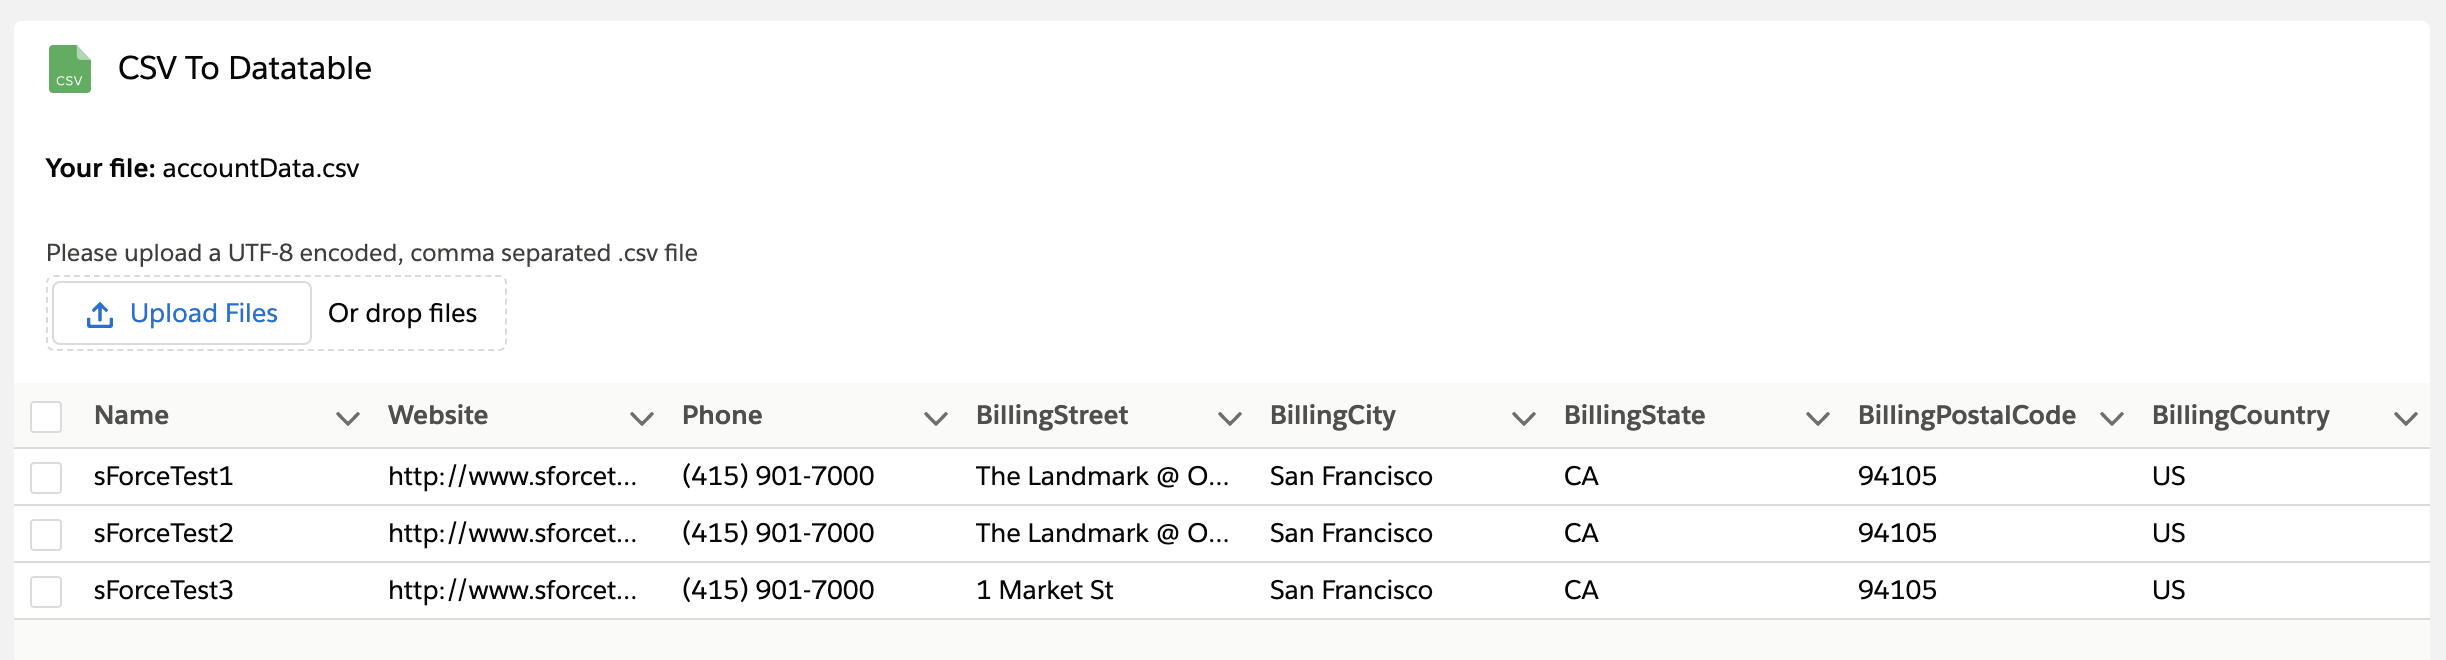 CSV CSV To Datatable
Your file: accountData.csv
Please upload a UTF-8 encoded, comma separated .csv file
Upload Files Or drop files
Name Website Phone BillingStreet BillingCity BillingState BillingPostalCode BillingCountry
sForceTest1 http://www.sforcet... (415) 901-7000 The Landmark @ O... San Francisco CA 94105 US
sForceTest2 http://www.sforcet... (415) 901-7000 The Landmark @ O... San Francisco CA 94105 US
sForceTest3 http://www.sforcet... (415) 901-7000 1 Market St San Francisco CA 94105 US